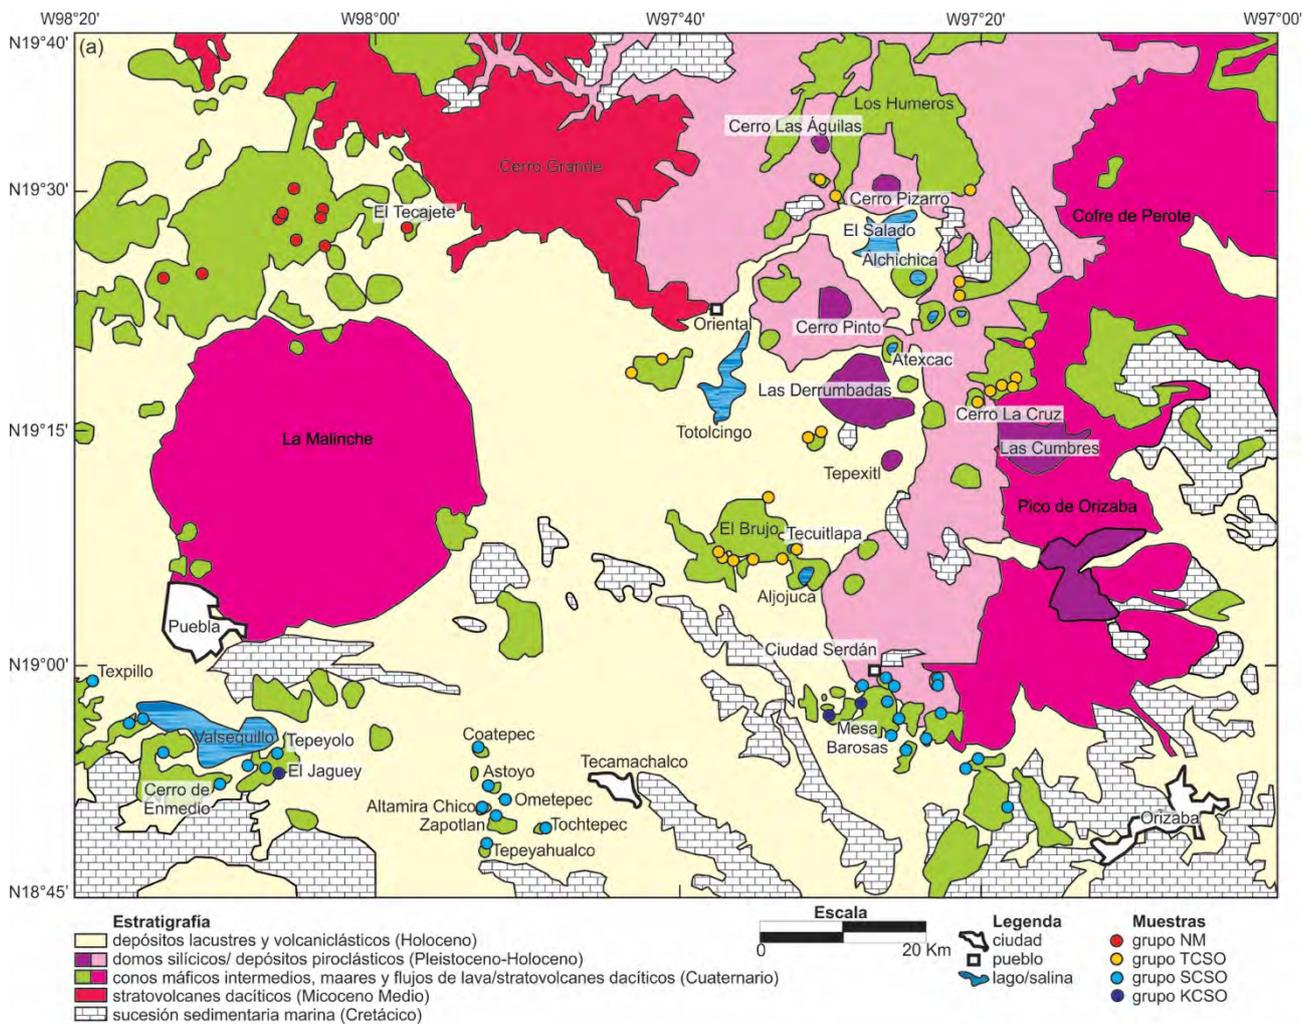 W98°20'
W98°00'
W97°40'
W97°20'
W97°00'
N19°40'
(a)
Los Humeros
Cerro Las Águilas
Cerro Grande
N19°30'
Cerro Pizarro
El Tecajete
Cofre de Perote
El Salado
Alchichica
Oriental
Cerro Pinto
Atexcac
Las Derrumbadas
Cerro La Cruz
N19°15'
Totolcingo
La Malinche
Las Cumbres
Tepexitl
Pico de Orizaba
El Brujo
Tecuitlapa
Aljojuca
Puebla
Ciudad Serdán
N19°00'
Texpillo
Mesa
Barosas
Valsequillo
Tepeyolo
Coatepec
El Jaguey
Astoyo
Tecamachalco
Cerro de
Enmedio
Altamira Chico
Ometepec
Zapotlan
Tochtepec
Orizaba
Tepeyahualco
N18°45'
Estratigrafía
depósitos lacustres y volcaniclásticos (Holoceno)
domos silícicos/ depósitos piroclásticos (Pleistoceno-Holoceno)
conos máficos intermedios, maares y flujos de lava/stratovolcanes dacíticos (Cuaternario)
stratovolcanes dacíticos (Micoceno Medio)
sucesión sedimentaria marina (Cretácico)
Escala
0
20 Km
Legenda
ciudad
pueblo
lago/salina
Muestras
grupo NM
grupo TCSO
grupo SCSO
grupo KCSO